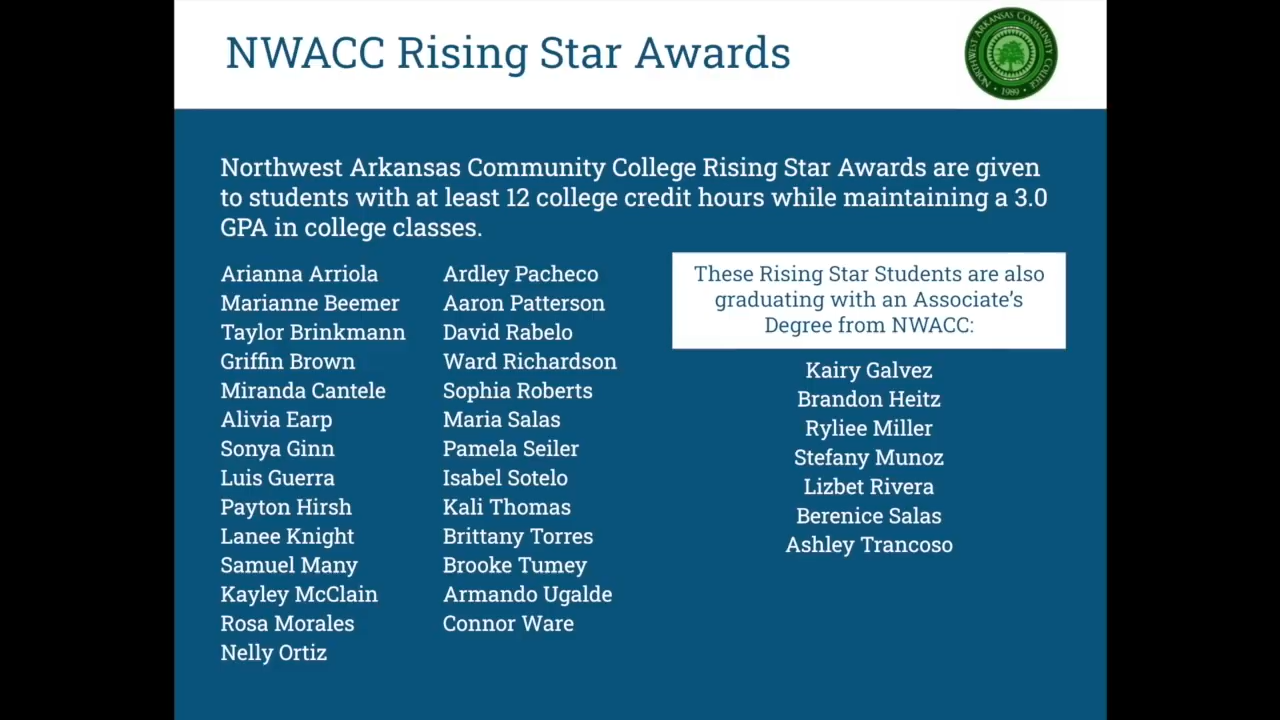 NWACC Rising Star Awards
NORTHWEST ARKANSAS COMMUNITY COLLEGE
• 1989 •
Northwest Arkansas Community College Rising Star Awards are given
to students with at least 12 college credit hours while maintaining a 3.0
GPA in college classes.
Arianna Arriola
Marianne Beemer
Taylor Brinkmann
Griffin Brown
Miranda Cantele
Alivia Earp
Sonya Ginn
Luis Guerra
Payton Hirsh
Lanee Knight
Samuel Many
Kayley McClain
Rosa Morales
Nelly Ortiz
Ardley Pacheco
Aaron Patterson
David Rabelo
Ward Richardson
Sophia Roberts
Maria Salas
Pamela Seiler
Isabel Sotelo
Kali Thomas
Brittany Torres
Brooke Tumey
Armando Ugalde
Connor Ware
These Rising Star Students are also
graduating with an Associate’s
Degree from NWACC:
Kairy Galvez
Brandon Heitz
Ryliee Miller
Stefany Munoz
Lizbet Rivera
Berenice Salas
Ashley Trancoso